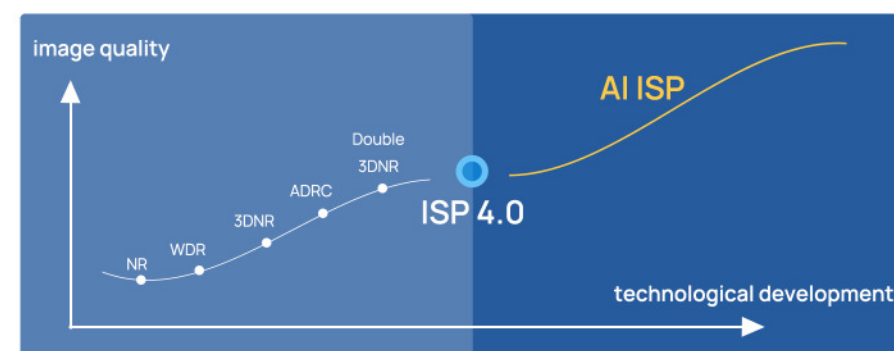 image quality
AI ISP
Double
3DNR
ADRC
3DNR
WDR
NR
ISP 4.0
technological development